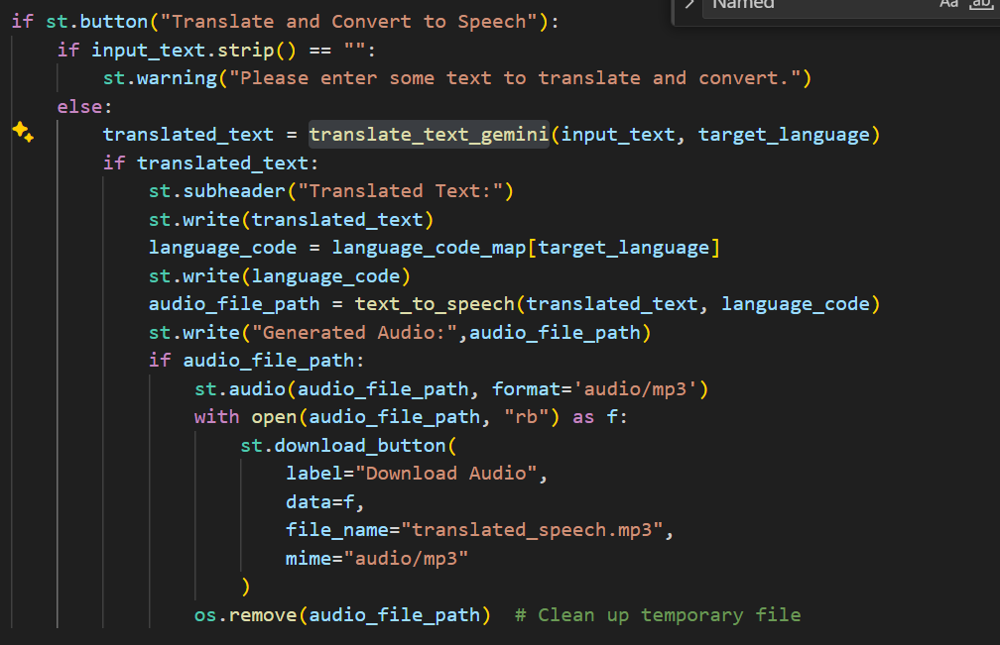 Named
Aa ab
if st.button("Translate and Convert to Speech"):
    if input_text.strip() == "":
        st.warning("Please enter some text to translate and convert.")
    else:
        translated_text = translate_text_gemini(input_text, target_language)
        if translated_text:
            st.subheader("Translated Text:")
            st.write(translated_text)
            language_code = language_code_map[target_language]
            st.write(language_code)
            audio_file_path = text_to_speech(translated_text, language_code)
            st.write("Generated Audio:",audio_file_path)
            if audio_file_path:
                st.audio(audio_file_path, format='audio/mp3')
                with open(audio_file_path, "rb") as f:
                    st.download_button(
                        label="Download Audio",
                        data=f,
                        file_name="translated_speech.mp3",
                        mime="audio/mp3"
                    )
                os.remove(audio_file_path)  # Clean up temporary file